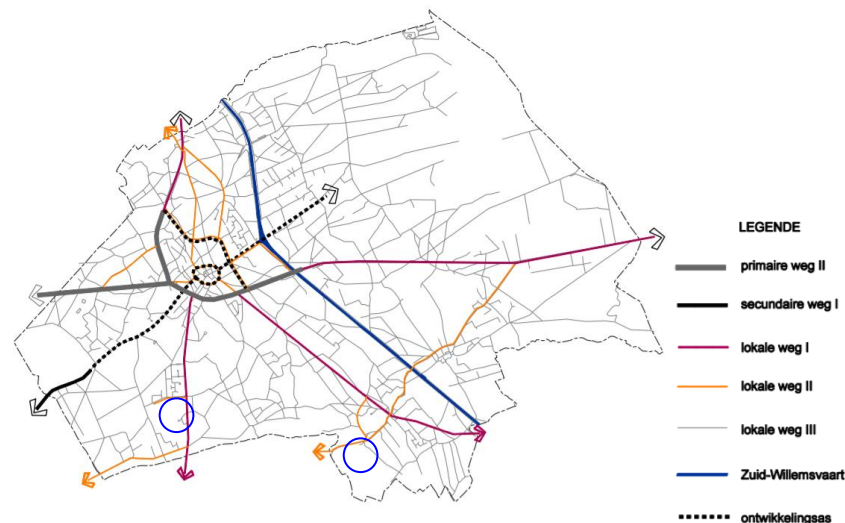 LEGENDE
primaire weg II
secundaire weg I
lokale weg I
lokale weg II
lokale weg III
Zuid-Willemsvaart
ontwikkelingsas